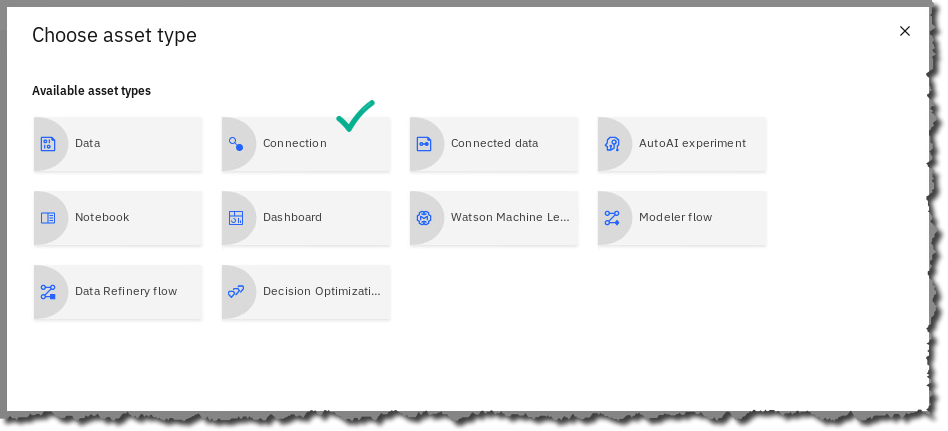 Choose asset type
Available asset types
Data
Connection
Connected data
AutoAI experiment
Notebook
Dashboard
Watson Machine Le...
Modeler flow
Data Refinery flow
Decision Optimizati...